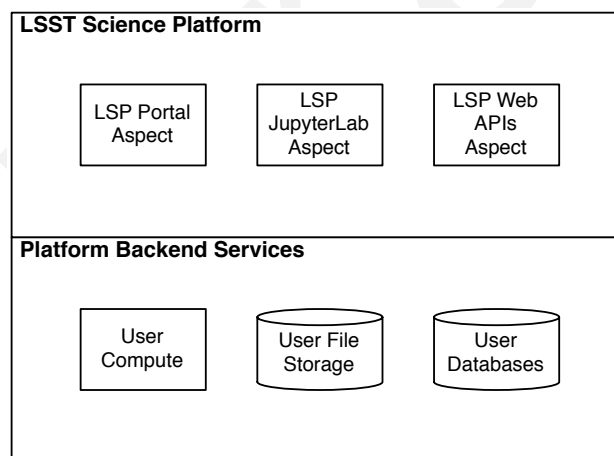 LSST Science Platform
LSP Portal
Aspect
LSP
JupyterLab
Aspect
LSP Web
APIs
Aspect
Platform Backend Services
User
Compute
User File
Storage
User
Databases